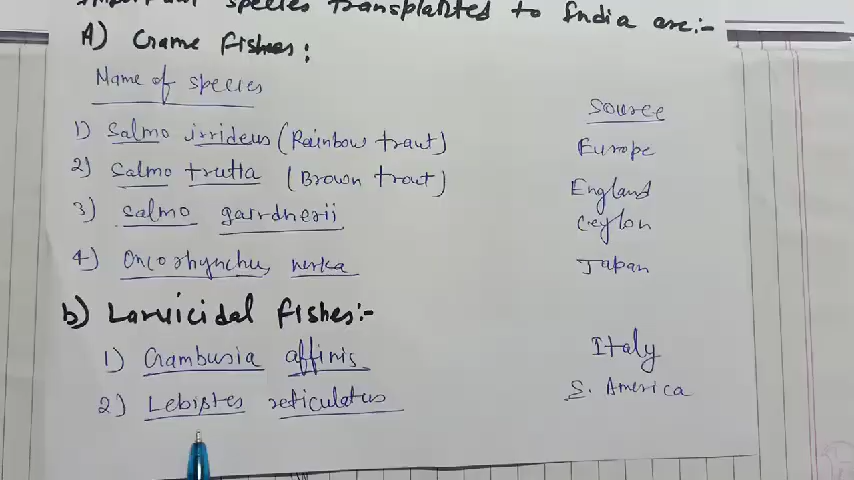 important species transplanted to India are:-
A) Game fishes:
Name of species Source
1) Salmo irrideus (Rainbow traut) Europe
2) Salmo trutta (Brown traut) England
3) Salmo gairdnerii Ceylon
4) Oncorhynchus nerka Japan
b) Larvicidal fishes:-
1) Gambusia affinis Italy
2) Lebistes reticulatus S. America